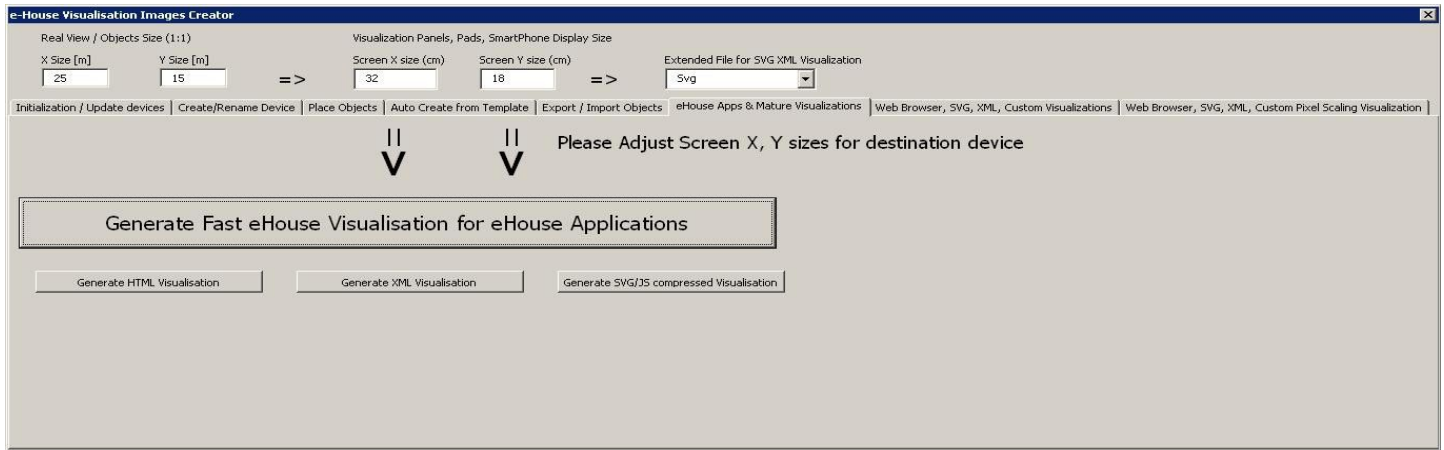 e-House Visualisation Images Creator
Real View / Objects Size (1:1) Visualization Panels, Pads, SmartPhone Display Size
X Size [m] Y Size [m] Screen X size (cm) Screen Y size (cm) Extended File for SVG XML Visualization
25 15 => 32 18 => Svg
Initialization / Update devices Create/Rename Device Place Objects Auto Create from Template Export / Import Objects eHouse Apps & Mature Visualizations Web Browser, SVG, XML, Custom Visualizations Web Browser, SVG, XML, Custom Pixel Scaling Visualization
=> => Please Adjust Screen X, Y sizes for destination device
Generate Fast eHouse Visualisation for eHouse Applications
Generate HTML Visualisation Generate XML Visualisation Generate SVG/JS compressed Visualisation